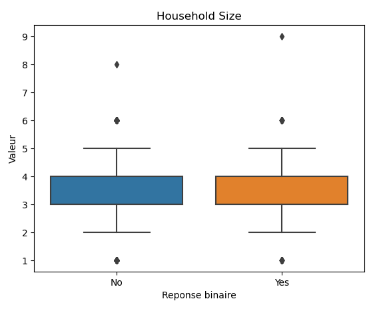 Household Size
Valeur
9
8
7
6
5
4
3
2
1
No Yes
Reponse binaire